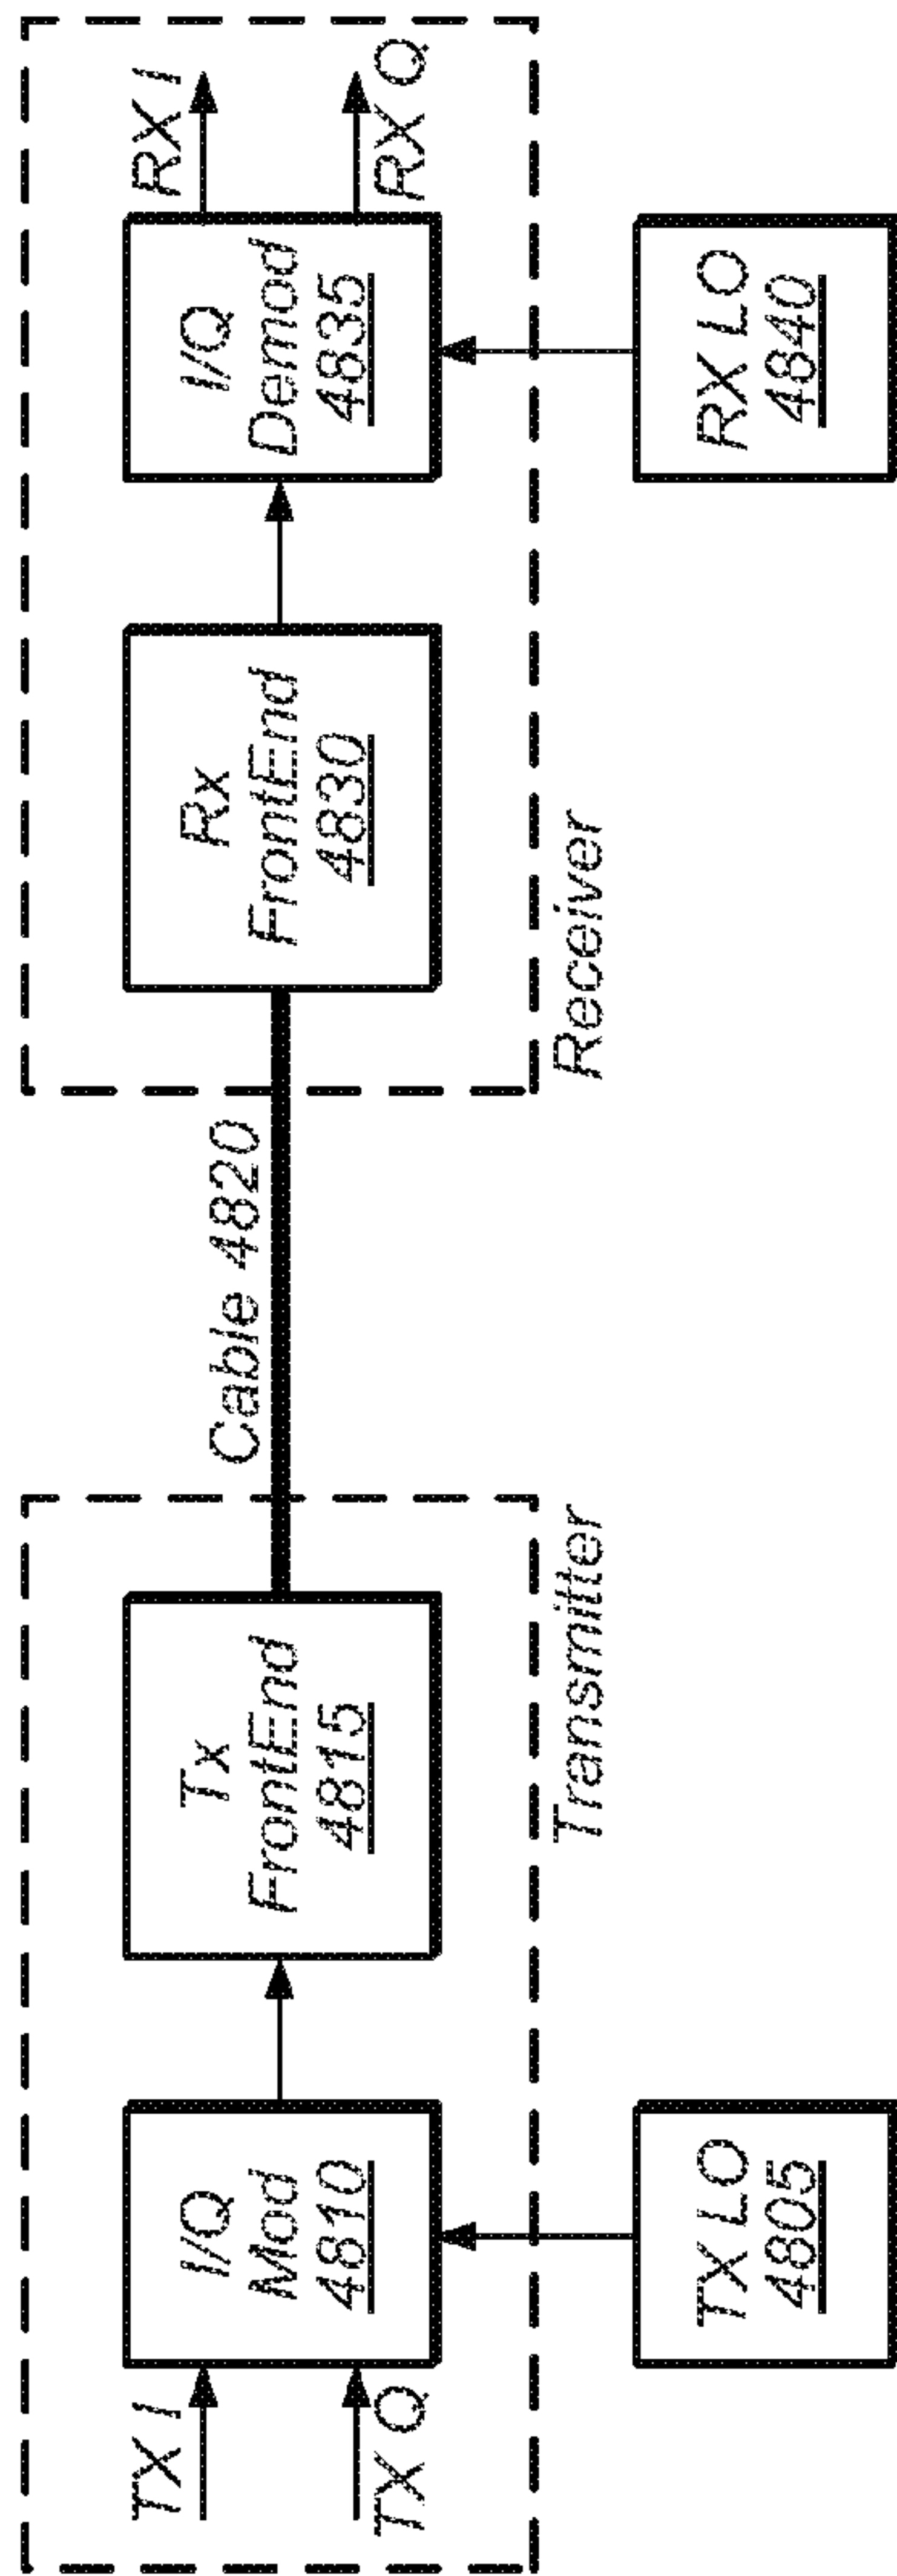 TX I
TX Q
I/Q
Mod
4810
Tx
FrontEnd
4815
Cable 4820
Rx
FrontEnd
4830
I/Q
Demod
4835
RX I
RX Q
Transmitter
Receiver
TX LO
4805
RX LO
4840